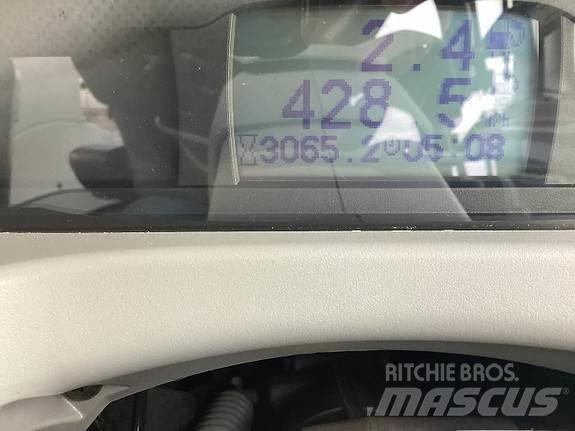 2.4
428.5
3065.2 05:08
RITCHIE BROS.
MASCUS